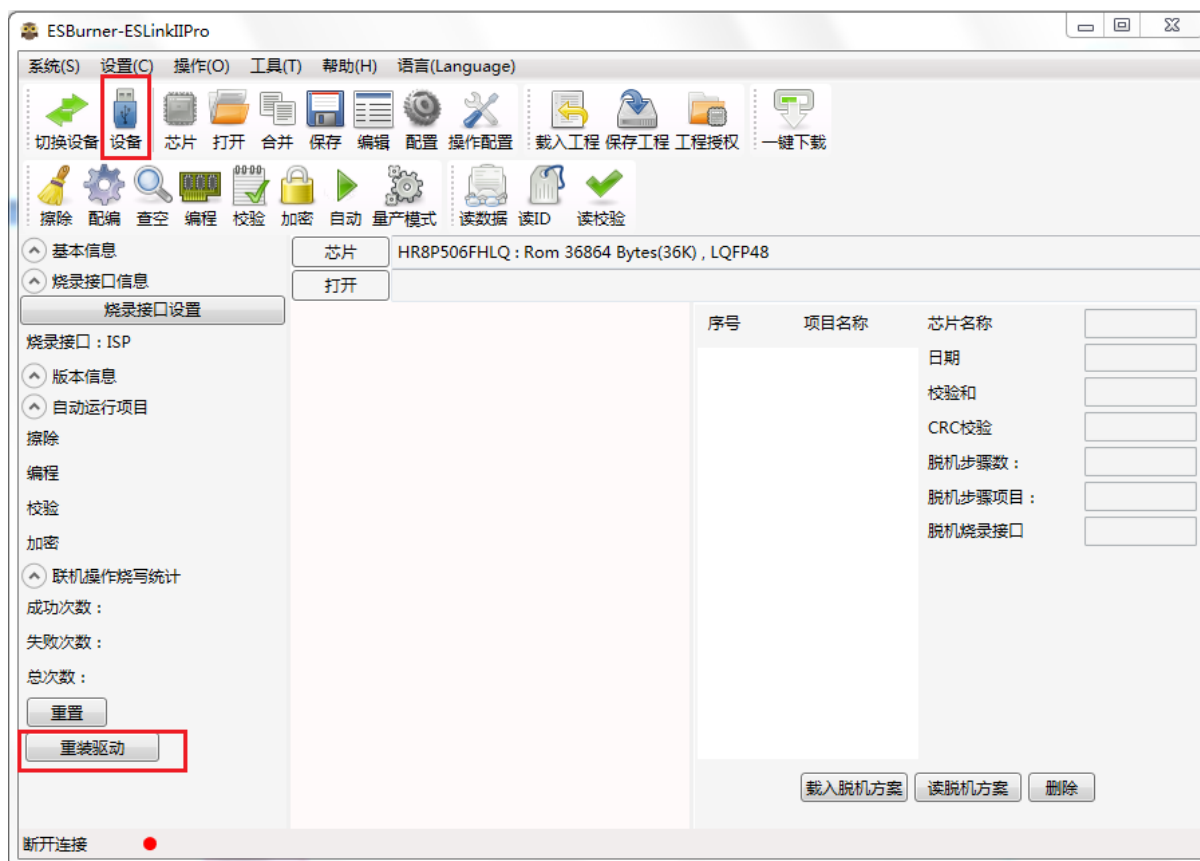 ESBurner-ESLinkIIPro
系统(S) 设置(C) 操作(O) 工具(T) 帮助(H) 语言(Language)
切换设备 设备 芯片 打开 合并 保存 编辑 配置 操作配置 载入工程 保存工程 工程授权 一键下载
擦除 配编 查空 编程 校验 加密 自动 量产模式 读数据 读ID 读校验
基本信息
芯片 HR8P506FHLQ : Rom 36864 Bytes(36K) , LQFP48
烧录接口信息
打开
烧录接口设置
烧录接口：ISP
版本信息
自动运行项目
擦除
编程
校验
加密
联机操作烧写统计
成功次数：
失败次数：
总次数：
重置
重装驱动
序号 项目名称 芯片名称
日期
校验和
CRC校验
脱机步骤数：
脱机步骤项目：
脱机烧录接口
载入脱机方案 读脱机方案 删除
断开连接